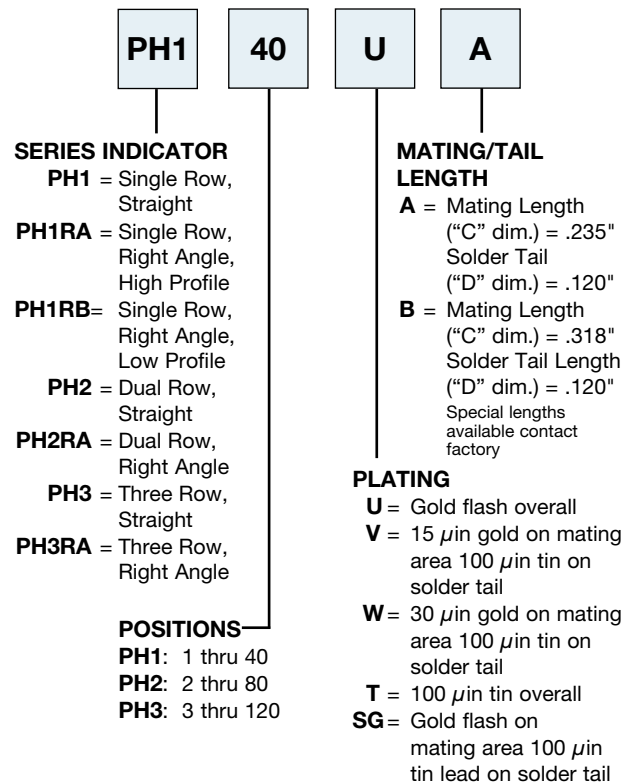 PH1 40 U A
SERIES INDICATOR
PH1 = Single Row,
Straight
PH1RA = Single Row,
Right Angle,
High Profile
PH1RB= Single Row,
Right Angle,
Low Profile
PH2 = Dual Row,
Straight
PH2RA = Dual Row,
Right Angle
PH3 = Three Row,
Straight
PH3RA = Three Row,
Right Angle
POSITIONS
PH1: 1 thru 40
PH2: 2 thru 80
PH3: 3 thru 120
MATING/TAIL
LENGTH
A = Mating Length
(“C” dim.) = .235"
Solder Tail
(“D” dim.) = .120"
B = Mating Length
(“C” dim.) = .318"
Solder Tail Length
(“D” dim.) = .120"
Special lengths
available contact
factory
PLATING
U = Gold flash overall
V = 15 µin gold on mating
area 100 µin tin on
solder tail
W = 30 µin gold on mating
area 100 µin tin on
solder tail
T = 100 µin tin overall
SG = Gold flash on
mating area 100 µin
tin lead on solder tail